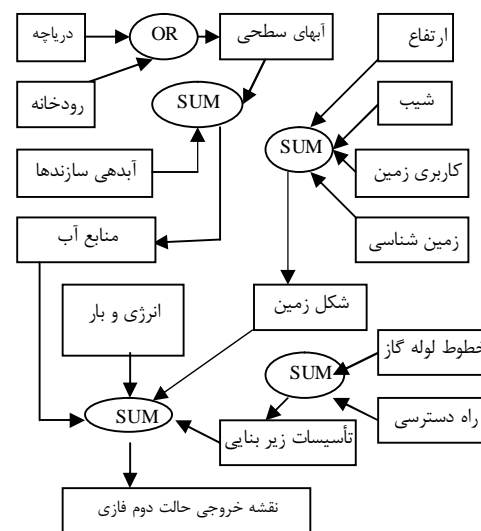 دریاچه
OR
آبهای سطحی
ارتفاع
رودخانه
SUM
شیب
SUM
آبدهی سازندها
کاربری زمین
منابع آب
زمین شناسی
انرژی و بار
شکل زمین
خطوط لوله گاز
SUM
راه دسترسی
SUM
تأسیسات زیر بنایی
نقشه خروجی حالت دوم فازی